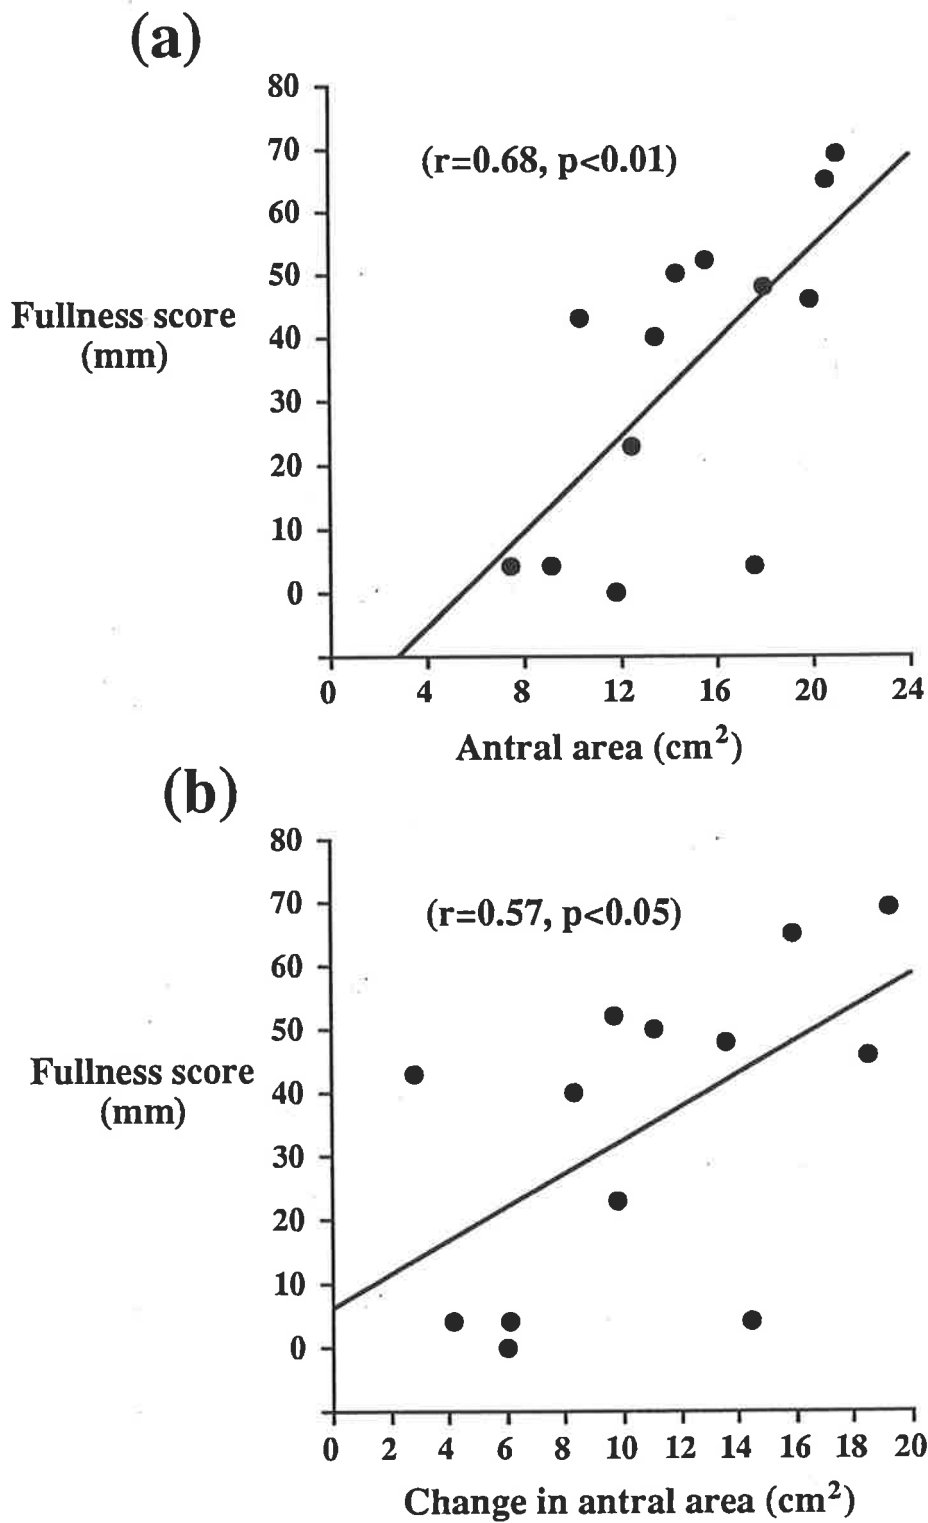 (a)
80
70
(r=0.68, p<0.01)
60
50
Fullness score
(mm)
40
30
20
10
0
0 4 8 12 16 20 24
Antral area (cm²)
(b)
80
70
(r=0.57, p<0.05)
60
50
Fullness score
(mm)
40
30
20
10
0
0 2 4 6 8 10 12 14 16 18 20
Change in antral area (cm²)